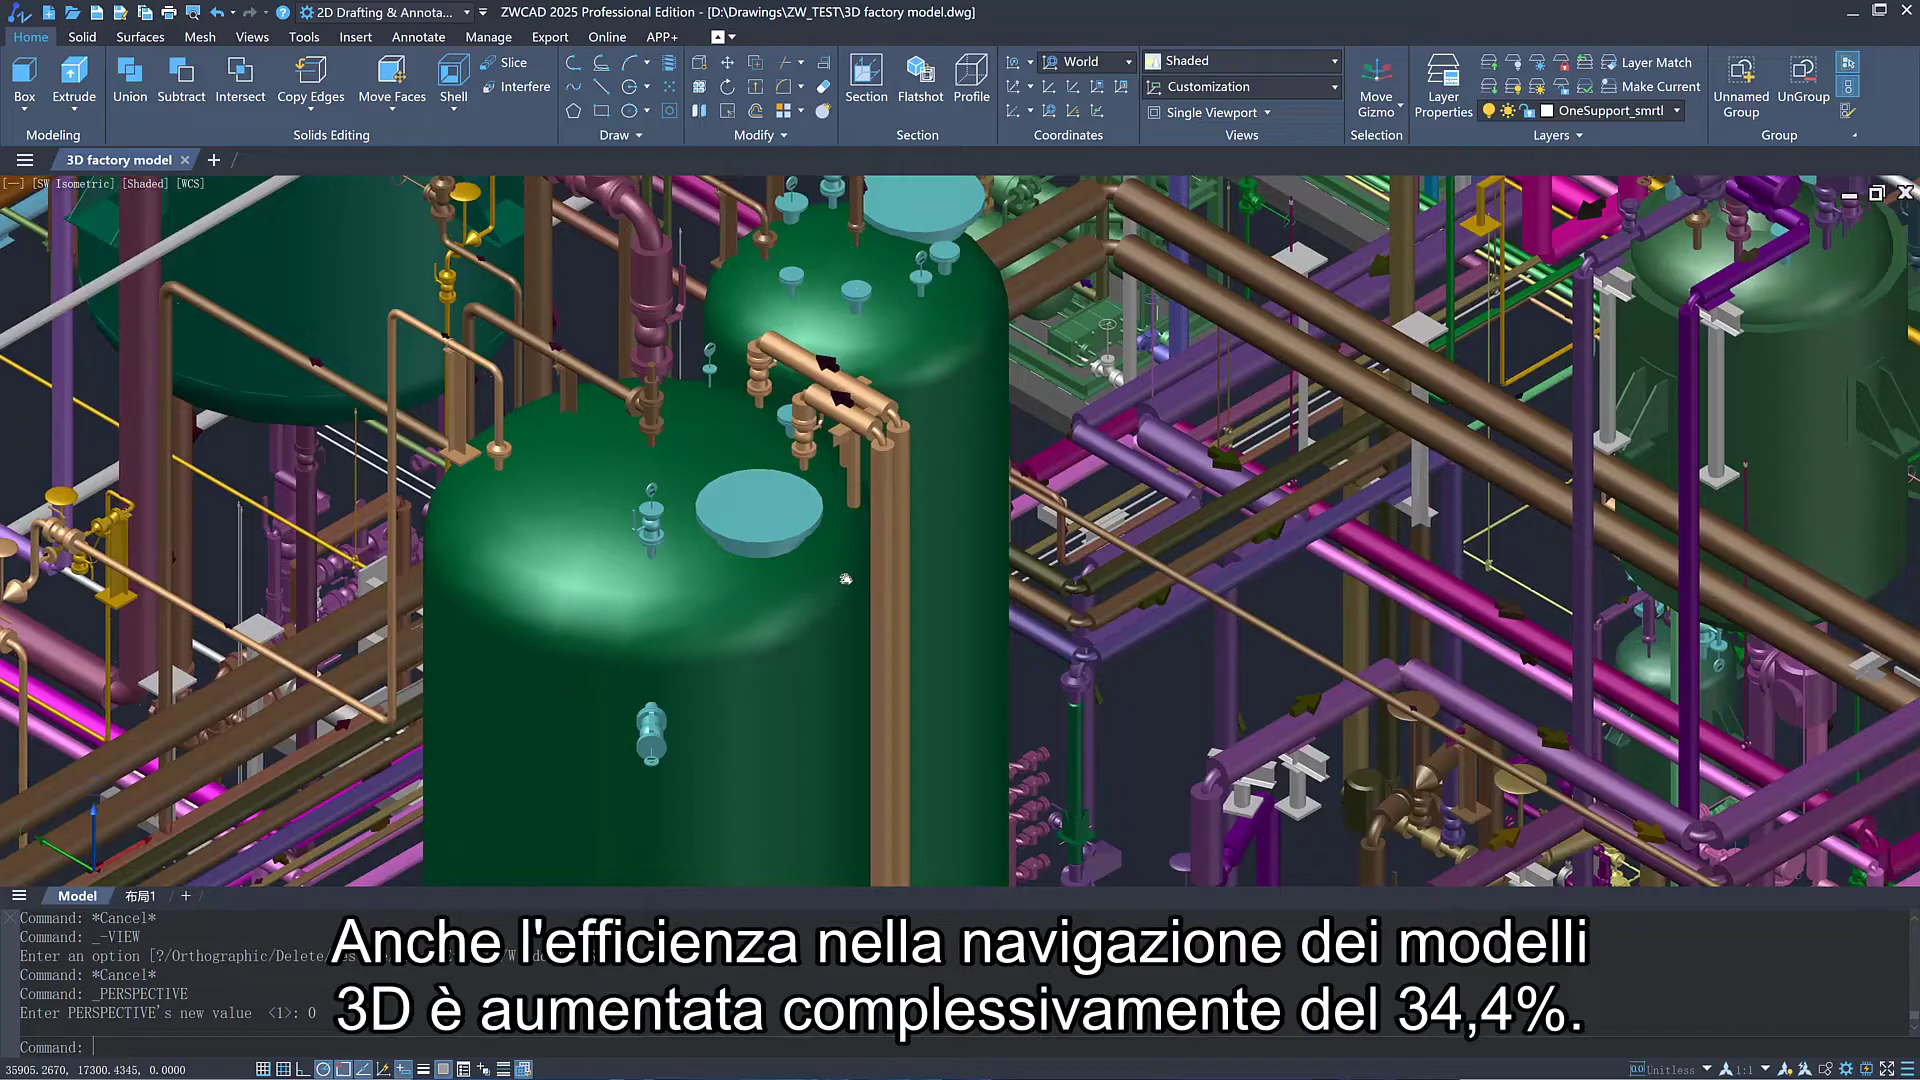 2D Drafting & Annota...
ZWCAD 2025 Professional Edition - [D:\Drawings\ZW_TEST\3D factory model.dwg]
Home Solid Surfaces Mesh Views Tools Insert Annotate Manage Export Online APP+
Box Extrude Union Subtract Intersect Copy Edges Move Faces Shell
Slice
Interfere
Section Flatshot Profile
World
Shaded
Customization
Single Viewport
Move
Gizmo
Layer
Properties
Layer Match
Make Current
OneSupport_smrtl
Unnamed
Group
UnGroup
Modeling Solids Editing Draw Modify Section Coordinates Views Selection Layers Group
3D factory model
[—] [SW Isometric] [Shaded] [WCS]
Model 布局1
Command: *Cancel*
Command: _-VIEW
Enter an option [?/Orthographic/Delete/
Command: *Cancel*
Command: _PERSPECTIVE
Enter PERSPECTIVE's new value <1>: 0
Anche l'efficienza nella navigazione dei modelli
3D è aumentata complessivamente del 34,4%.
Command:
35905.2670, 17300.4345, 0.0000
Unitless 1:1